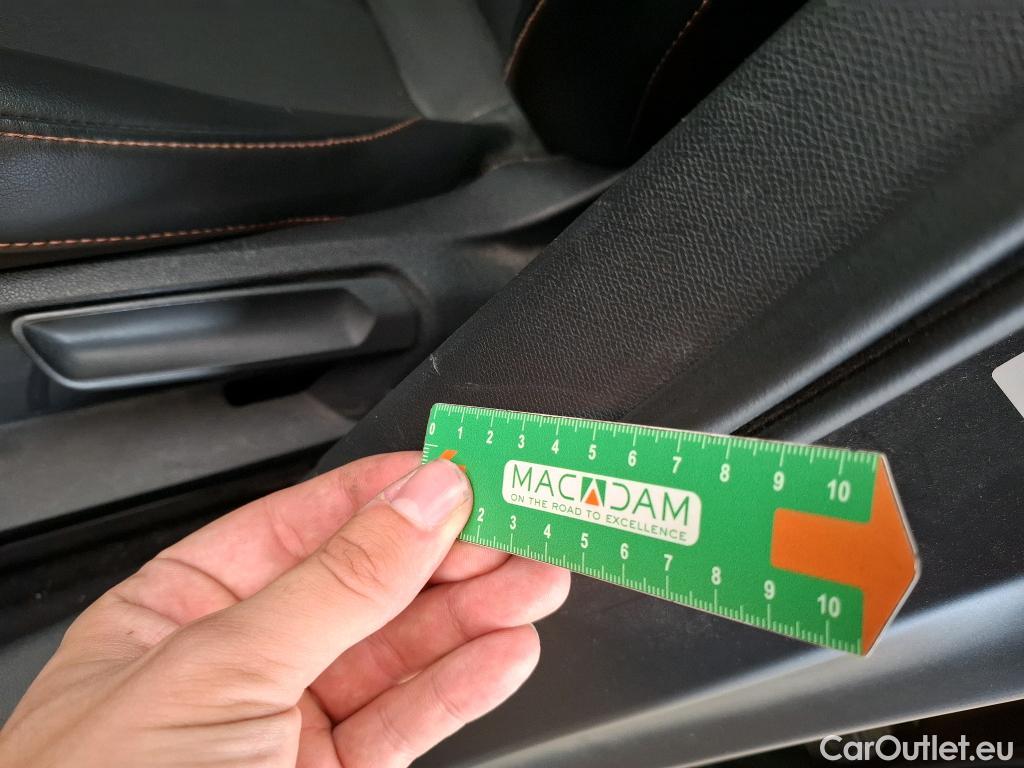 0 1 2 3 4 5 6 7 8 9 10
MACADAM
ON THE ROAD TO EXCELLENCE
2 3 4 5 6 7 8 9 10
CarOutlet.eu